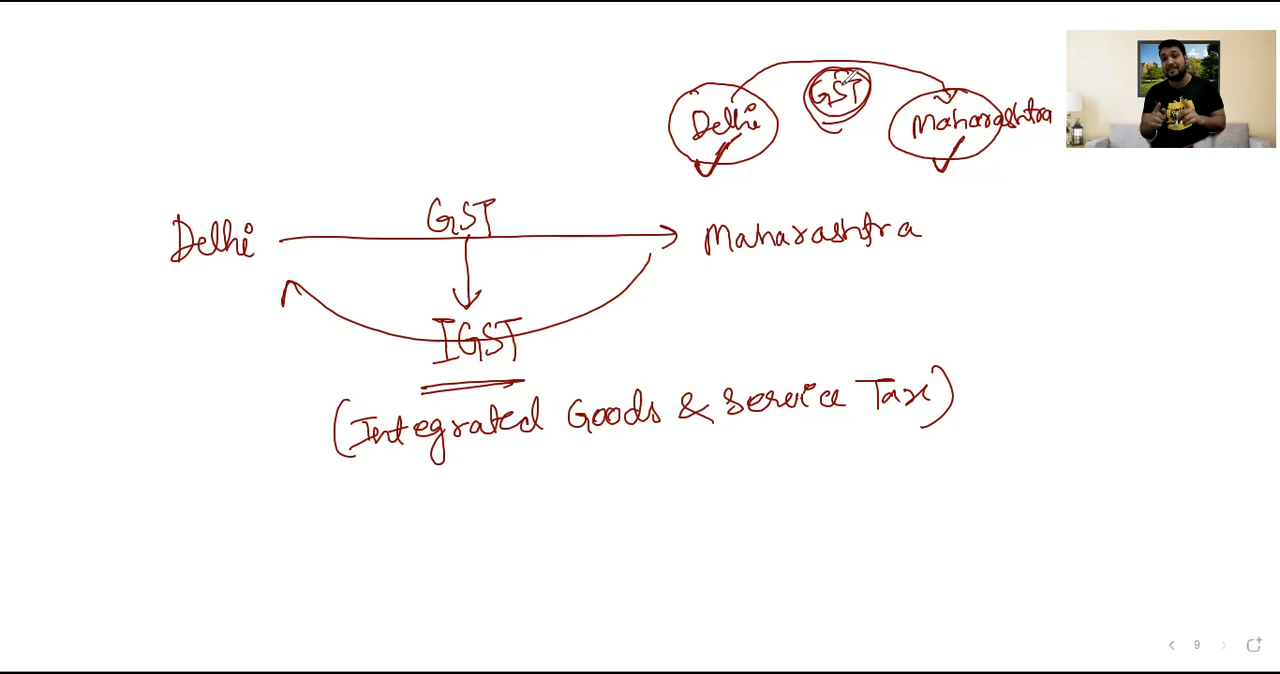 Delhi GST Maharashtra
GST
Delhi Maharashtra
IGST
(Integrated Goods & Service Tax)
9